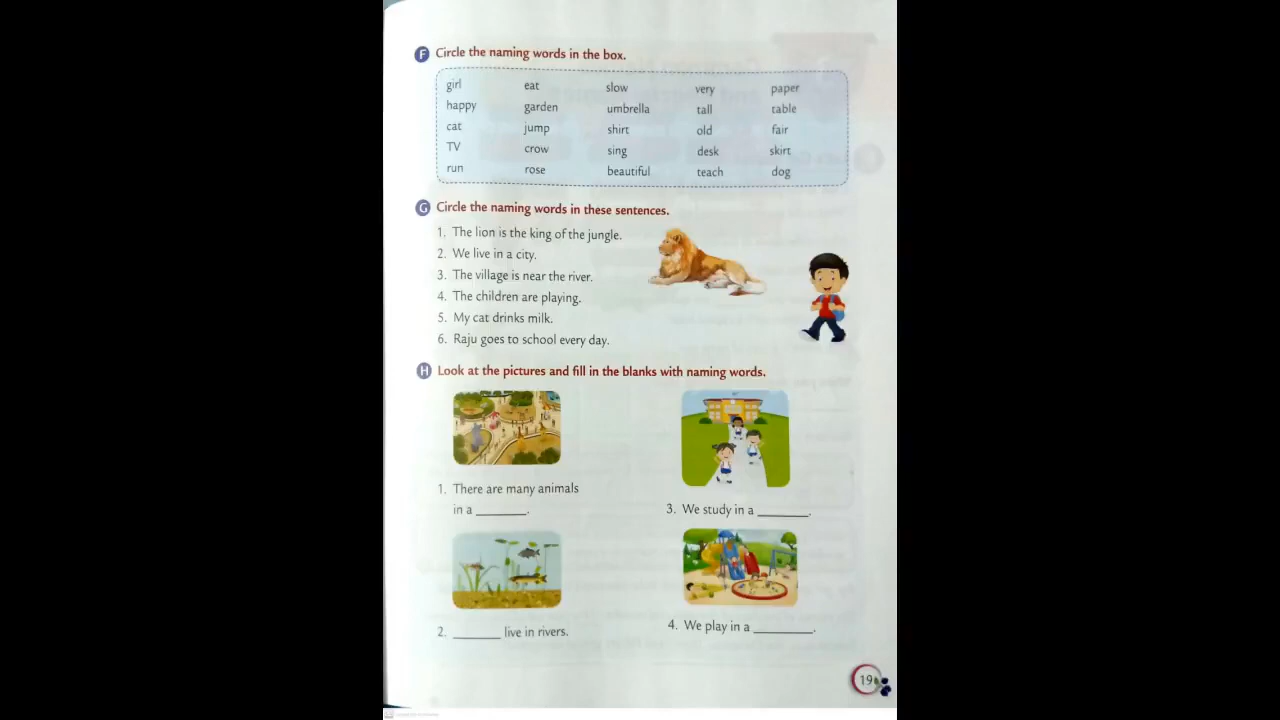 F Circle the naming words in the box.
girl eat slow very paper
happy garden umbrella tall table
cat jump shirt old fair
TV crow sing desk skirt
run rose beautiful teach dog
G Circle the naming words in these sentences.
1. The lion is the king of the jungle.
2. We live in a city.
3. The village is near the river.
4. The children are playing.
5. My cat drinks milk.
6. Raju goes to school every day.
H Look at the pictures and fill in the blanks with naming words.
1. There are many animals
in a ________.
3. We study in a ________.
2. ________ live in rivers.
4. We play in a ________.
19